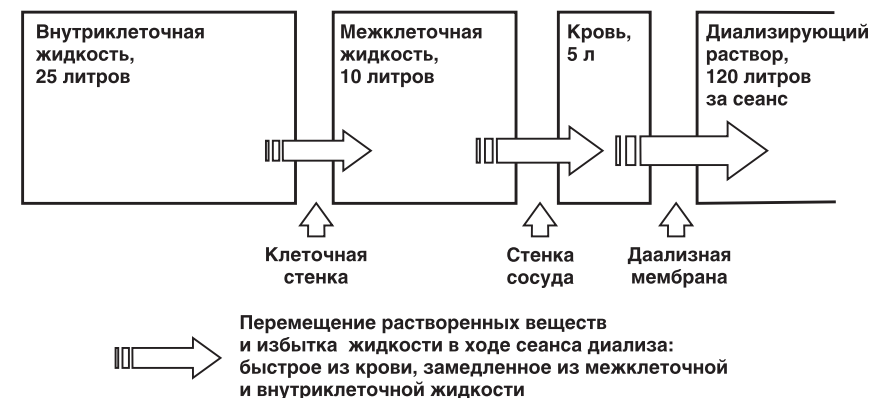 Внутриклеточная
жидкость,
25 литров
Межклеточная
жидкость,
10 литров
Кровь,
5 л
Диализирующий
раствор,
120 литров
за сеанс
Клеточная
стенка
Стенка
сосуда
Даализная
мембрана
Перемещение растворенных веществ
и избытка жидкости в ходе сеанса диализа:
быстрое из крови, замедленное из межклеточной
и внутриклеточной жидкости